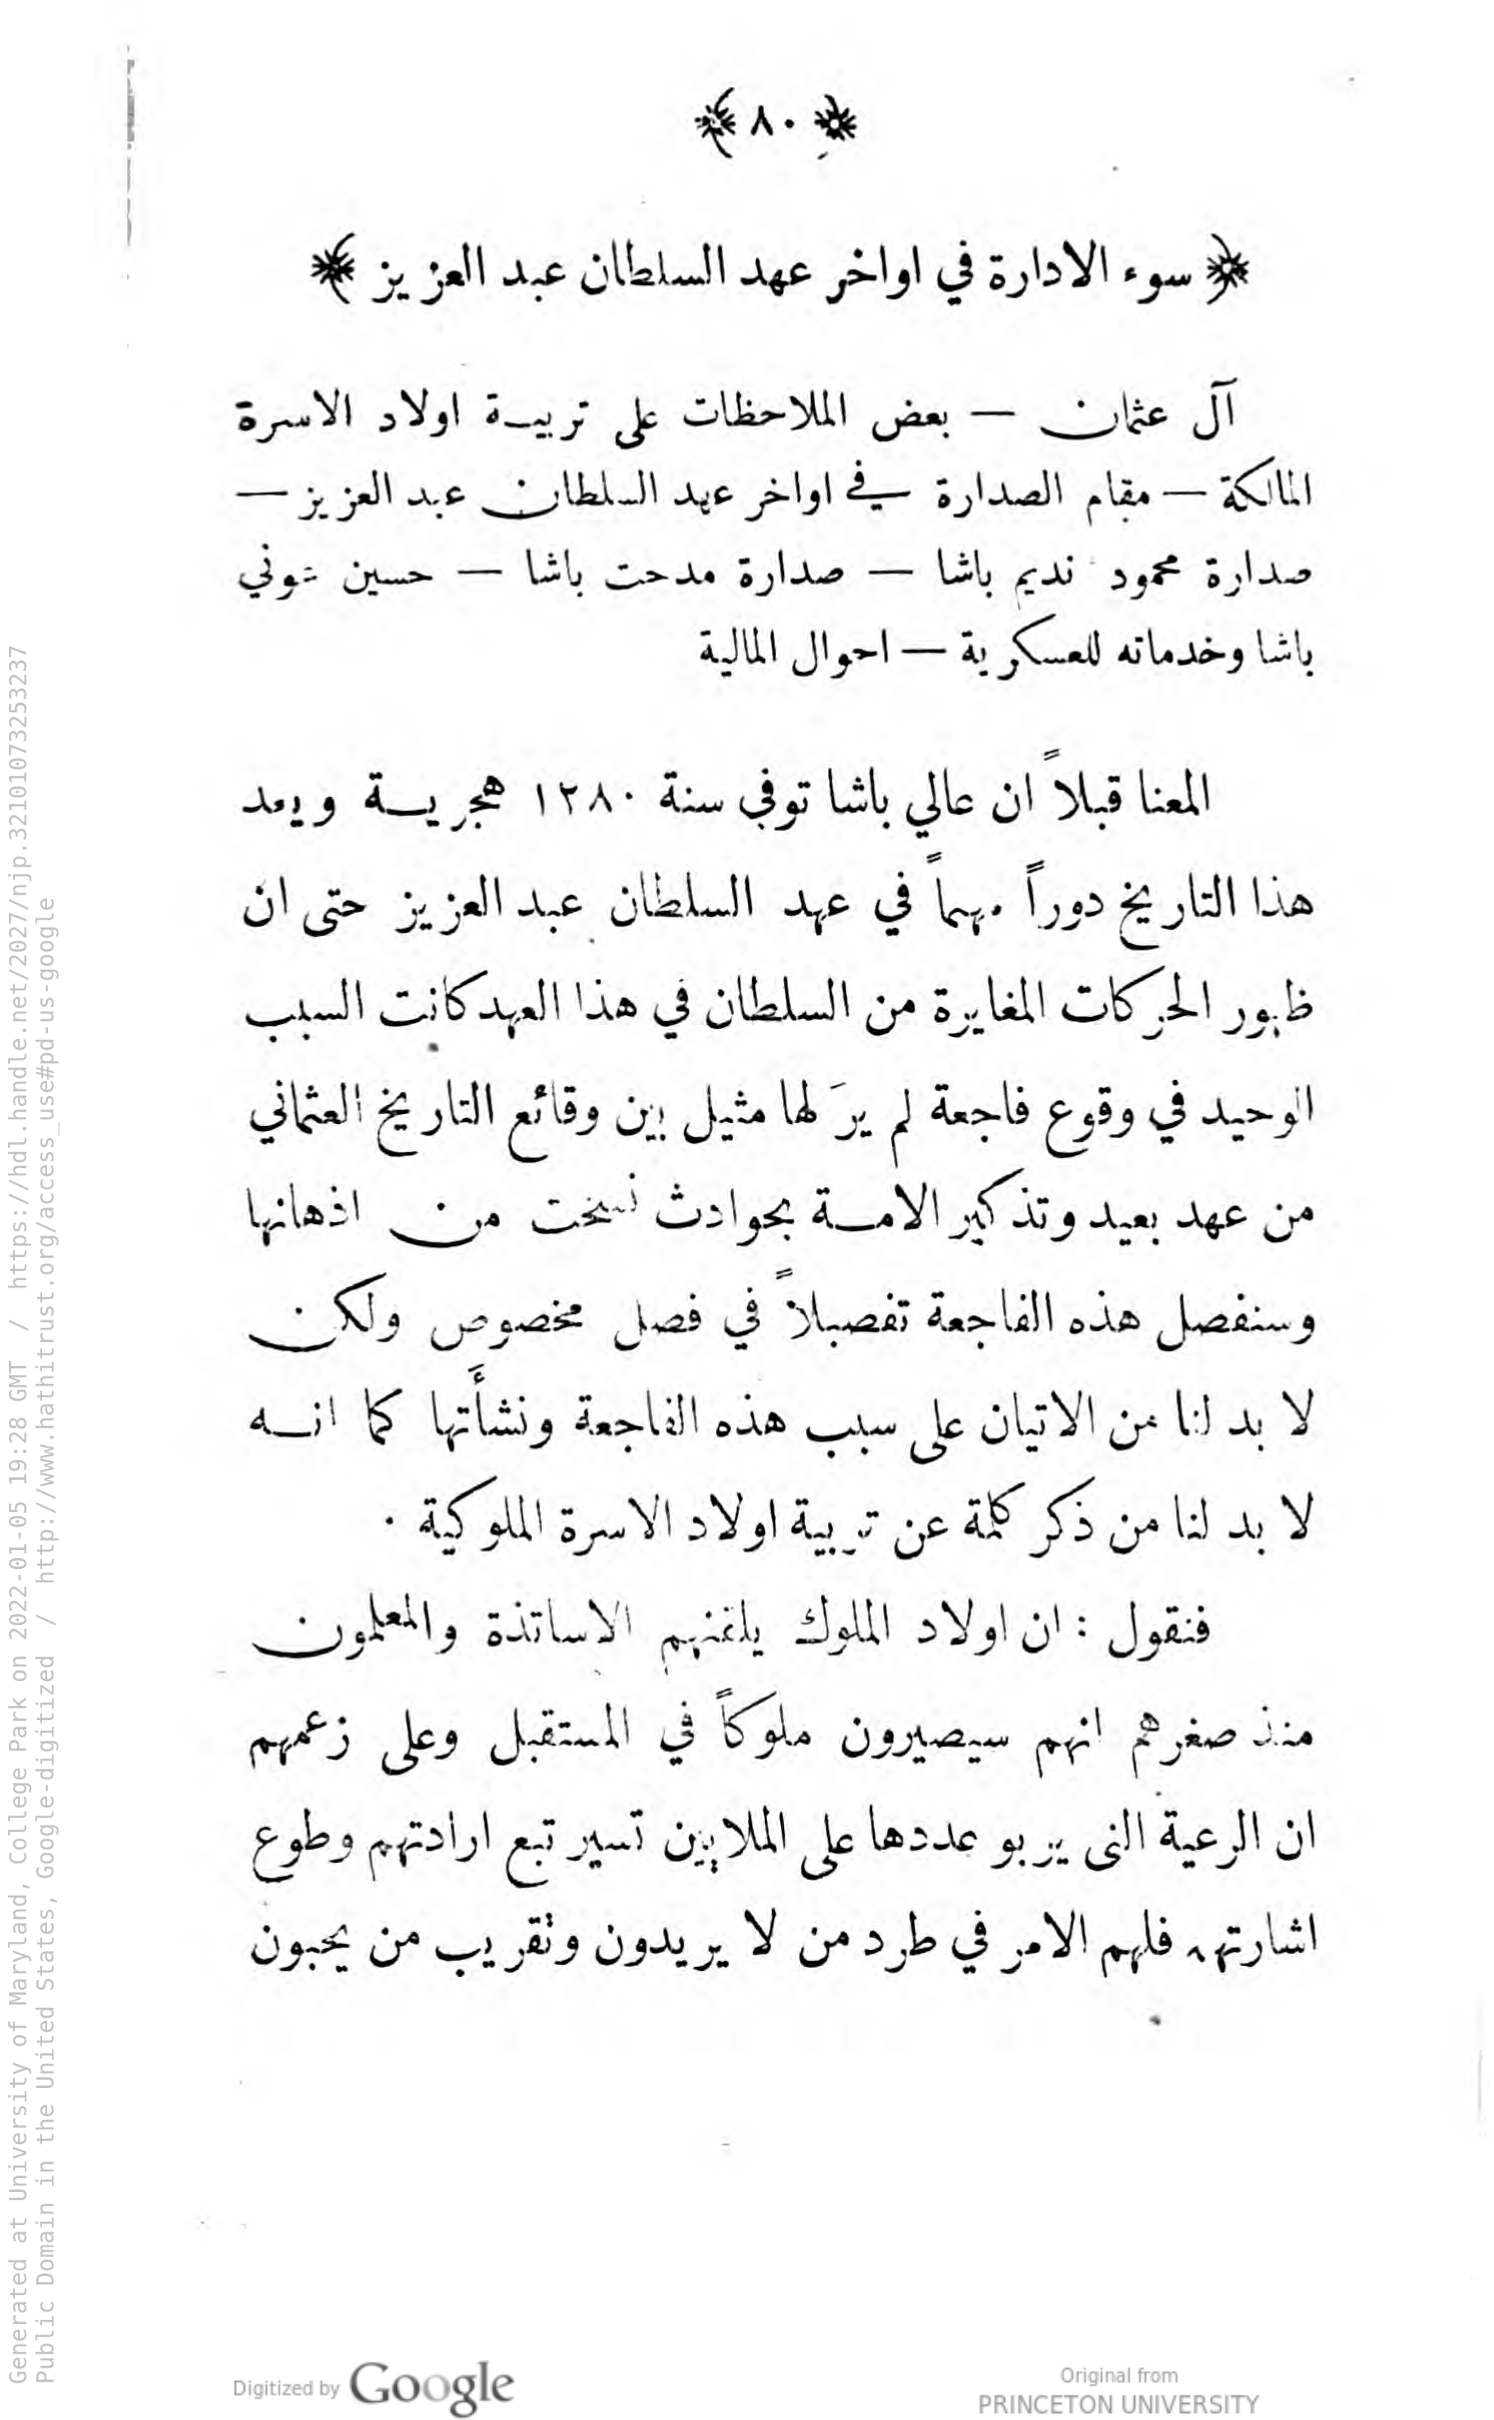 ﴿ ٨٠ ﴾
﴿ سوء الادارة في اواخر عهد السلطان عبد العزيز ﴾
آل عثمان — بعض الملاحظات على تربية اولاد الاسرة
المالكة — مقام الصدارة في اواخر عهد السلطان عبد العزيز —
صدارة محمود نديم باشا — صدارة مدحت باشا — حسين عوني
باشا وخدماته للعسكرية — احوال المالية
المعنا قبلاً ان عالي باشا توفي سنة ١٢٨٠ هجرية ويعد
هذا التاريخ دوراً مهماً في عهد السلطان عبد العزيز حتى ان
ظهور الحركات المغايرة من السلطان في هذا العهد كانت السبب
الوحيد في وقوع فاجعة لم يرَ لها مثيل بين وقائع التاريخ العثماني
من عهد بعيد وتذكير الامة بحوادث نسخت من اذهانها
وسنفصل هذه الفاجعة تفصيلاً في فصل مخصوص ولكن
لا بد لنا من الاتيان على سبب هذه الفاجعة ونشأتها كما انه
لا بد لنا من ذكر كلمة عن تربية اولاد الاسرة الملوكية ·
فنقول : ان اولاد الملوك يلقنهم الاساتذة والمعلمون
منذ صغرهم انهم سيصيرون ملوكاً في المستقبل وعلى زعمهم
ان الرعية التى يربو عددها على الملايين تسير تبع ارادتهم وطوع
اشارتهم فلهم الامر في طرد من لا يريدون وتقريب من يحبون
Digitized by Google
Original from
PRINCETON UNIVERSITY
Generated at University of Maryland, College Park on 2022-01-05 19:28 GMT / https://hdl.handle.net/2027/njp.32101073253237
Public Domain in the United States, Google-digitized / http://www.hathitrust.org/access_use#pd-us-google